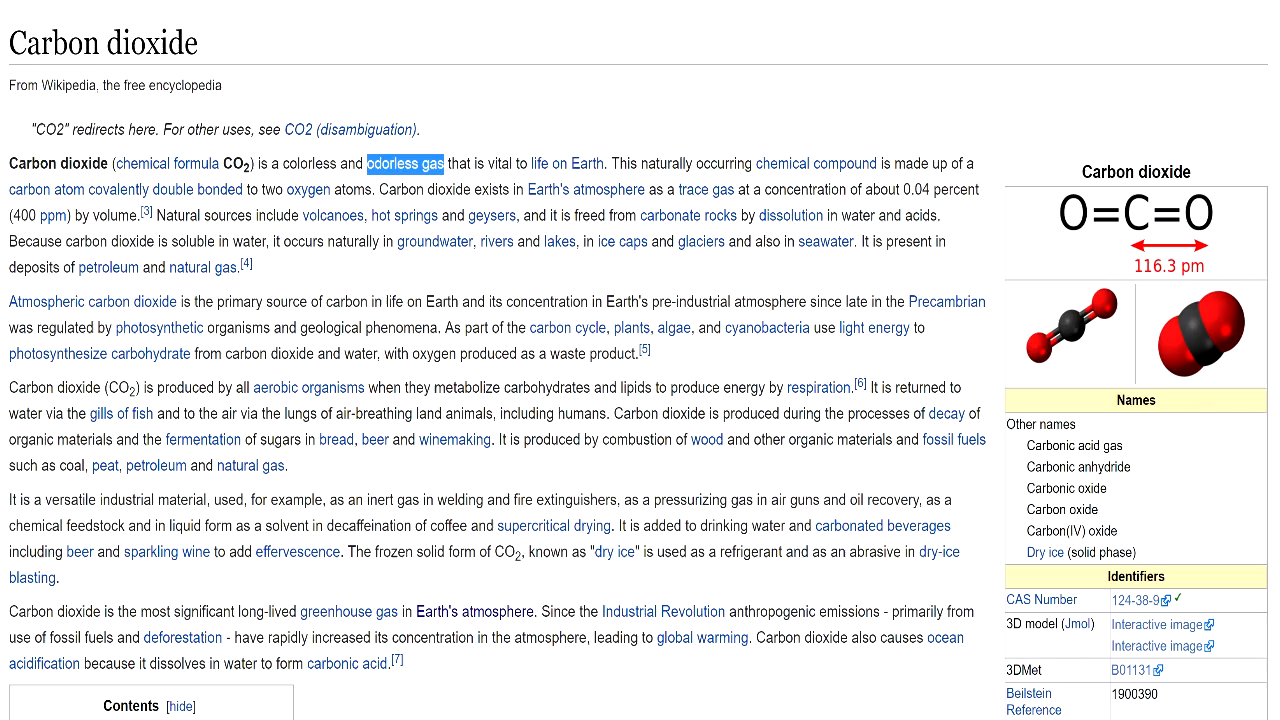 Carbon dioxide
From Wikipedia, the free encyclopedia
"CO2" redirects here. For other uses, see CO2 (disambiguation).
Carbon dioxide (chemical formula CO2) is a colorless and odorless gas that is vital to life on Earth. This naturally occurring chemical compound is made up of a
carbon atom covalently double bonded to two oxygen atoms. Carbon dioxide exists in Earth's atmosphere as a trace gas at a concentration of about 0.04 percent
(400 ppm) by volume.[3] Natural sources include volcanoes, hot springs and geysers, and it is freed from carbonate rocks by dissolution in water and acids.
Because carbon dioxide is soluble in water, it occurs naturally in groundwater, rivers and lakes, in ice caps and glaciers and also in seawater. It is present in
deposits of petroleum and natural gas.[4]
Atmospheric carbon dioxide is the primary source of carbon in life on Earth and its concentration in Earth's pre-industrial atmosphere since late in the Precambrian
was regulated by photosynthetic organisms and geological phenomena. As part of the carbon cycle, plants, algae, and cyanobacteria use light energy to
photosynthesize carbohydrate from carbon dioxide and water, with oxygen produced as a waste product.[5]
Carbon dioxide (CO2) is produced by all aerobic organisms when they metabolize carbohydrates and lipids to produce energy by respiration.[6] It is returned to
water via the gills of fish and to the air via the lungs of air-breathing land animals, including humans. Carbon dioxide is produced during the processes of decay of
organic materials and the fermentation of sugars in bread, beer and winemaking. It is produced by combustion of wood and other organic materials and fossil fuels
such as coal, peat, petroleum and natural gas.
It is a versatile industrial material, used, for example, as an inert gas in welding and fire extinguishers, as a pressurizing gas in air guns and oil recovery, as a
chemical feedstock and in liquid form as a solvent in decaffeination of coffee and supercritical drying. It is added to drinking water and carbonated beverages
including beer and sparkling wine to add effervescence. The frozen solid form of CO2, known as "dry ice" is used as a refrigerant and as an abrasive in dry-ice
blasting.
Carbon dioxide is the most significant long-lived greenhouse gas in Earth's atmosphere. Since the Industrial Revolution anthropogenic emissions - primarily from
use of fossil fuels and deforestation - have rapidly increased its concentration in the atmosphere, leading to global warming. Carbon dioxide also causes ocean
acidification because it dissolves in water to form carbonic acid.[7]
Contents [hide]
Carbon dioxide
O=C=O
116.3 pm
Names
Other names
Carbonic acid gas
Carbonic anhydride
Carbonic oxide
Carbon oxide
Carbon(IV) oxide
Dry ice (solid phase)
Identifiers
CAS Number 124-38-9 ✓
3D model (Jmol) Interactive image
Interactive image
3DMet B01131
Beilstein 1900390
Reference